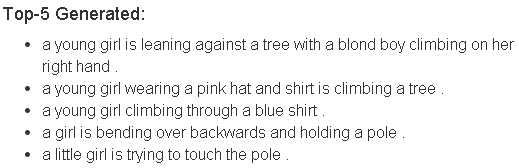 Top-5 Generated:
• a young girl is leaning against a tree with a blond boy climbing on her
right hand .
• a young girl wearing a pink hat and shirt is climbing a tree .
• a young girl climbing through a blue shirt .
• a girl is bending over backwards and holding a pole .
• a little girl is trying to touch the pole .